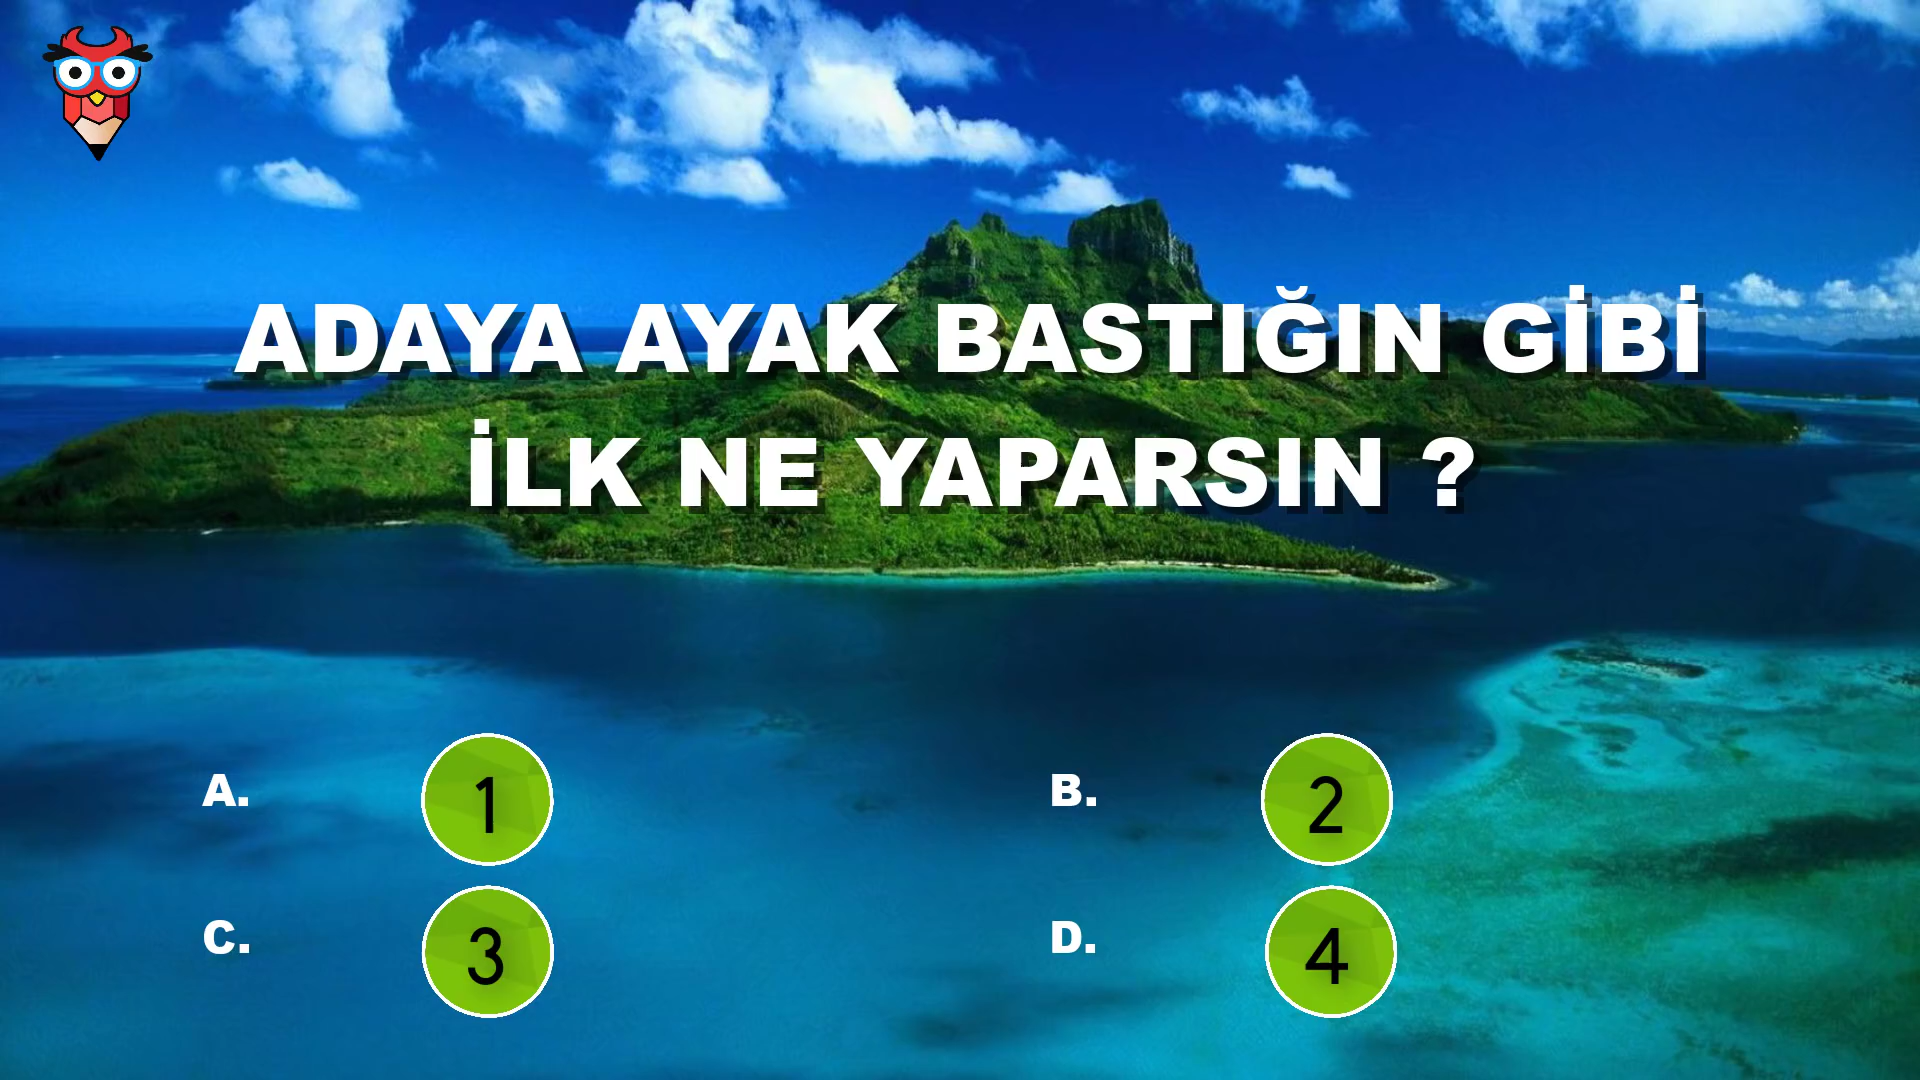 ADAYA AYAK BASTIĞIN GİBİ
İLK NE YAPARSIN ?
A. 1
B. 2
C. 3
D. 4